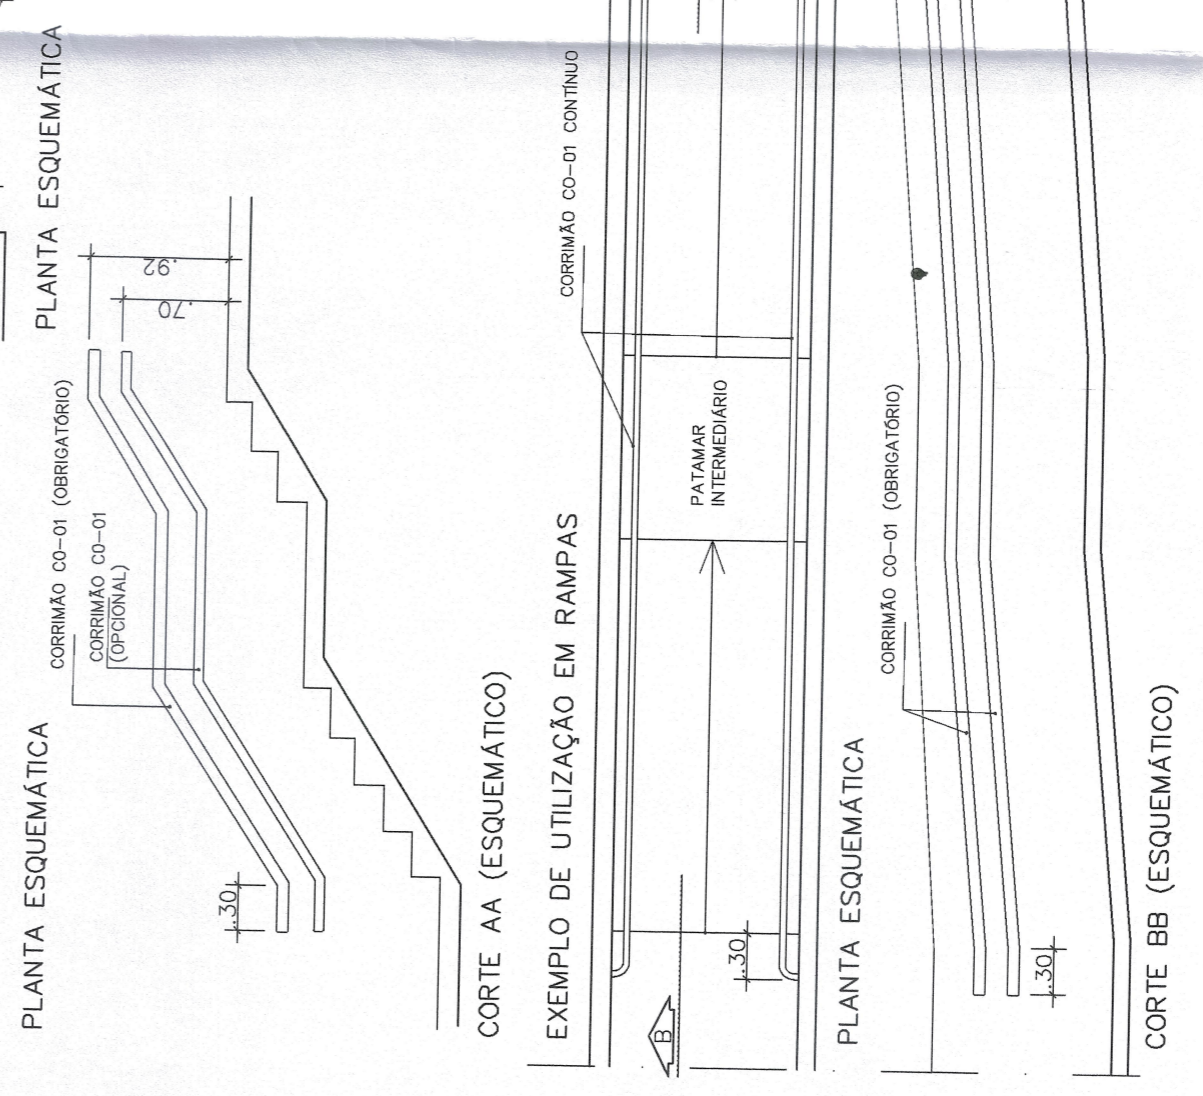 PLANTA ESQUEMÁTICA
PLANTA ESQUEMÁTICA
CORRIMÃO CO-01 (OBRIGATÓRIO)
CORRIMÃO CO-01
(OPCIONAL)
.92
.70
.30
CORTE AA (ESQUEMÁTICO)
EXEMPLO DE UTILIZAÇÃO EM RAMPAS
CORRIMÃO CO-01 CONTÍNUO
PATAMAR
INTERMEDIÁRIO
B
.30
PLANTA ESQUEMÁTICA
CORRIMÃO CO-01 (OBRIGATÓRIO)
.30
CORTE BB (ESQUEMÁTICO)